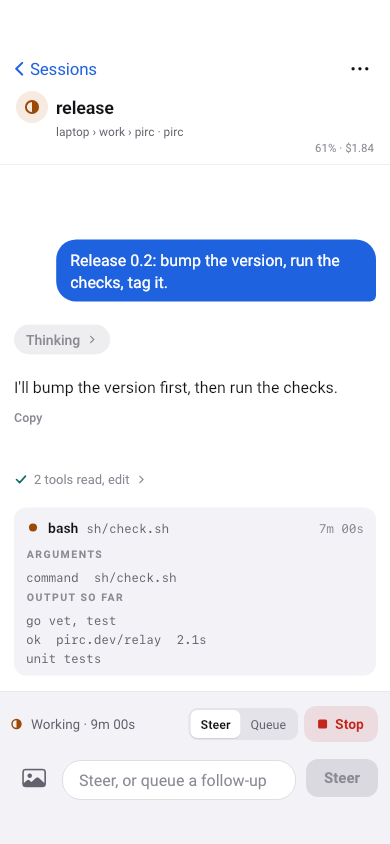 Sessions
release
laptop › work › pirc · pirc
61% · $1.84
Release 0.2: bump the version, run the
checks, tag it.
Thinking
I'll bump the version first, then run the checks.
Copy
2 tools read, edit
bash sh/check.sh 7m 00s
ARGUMENTS
command sh/check.sh
OUTPUT SO FAR
go vet, test
ok pirc.dev/relay 2.1s
unit tests
Working · 9m 00s
Steer
Queue
Stop
Steer, or queue a follow-up
Steer